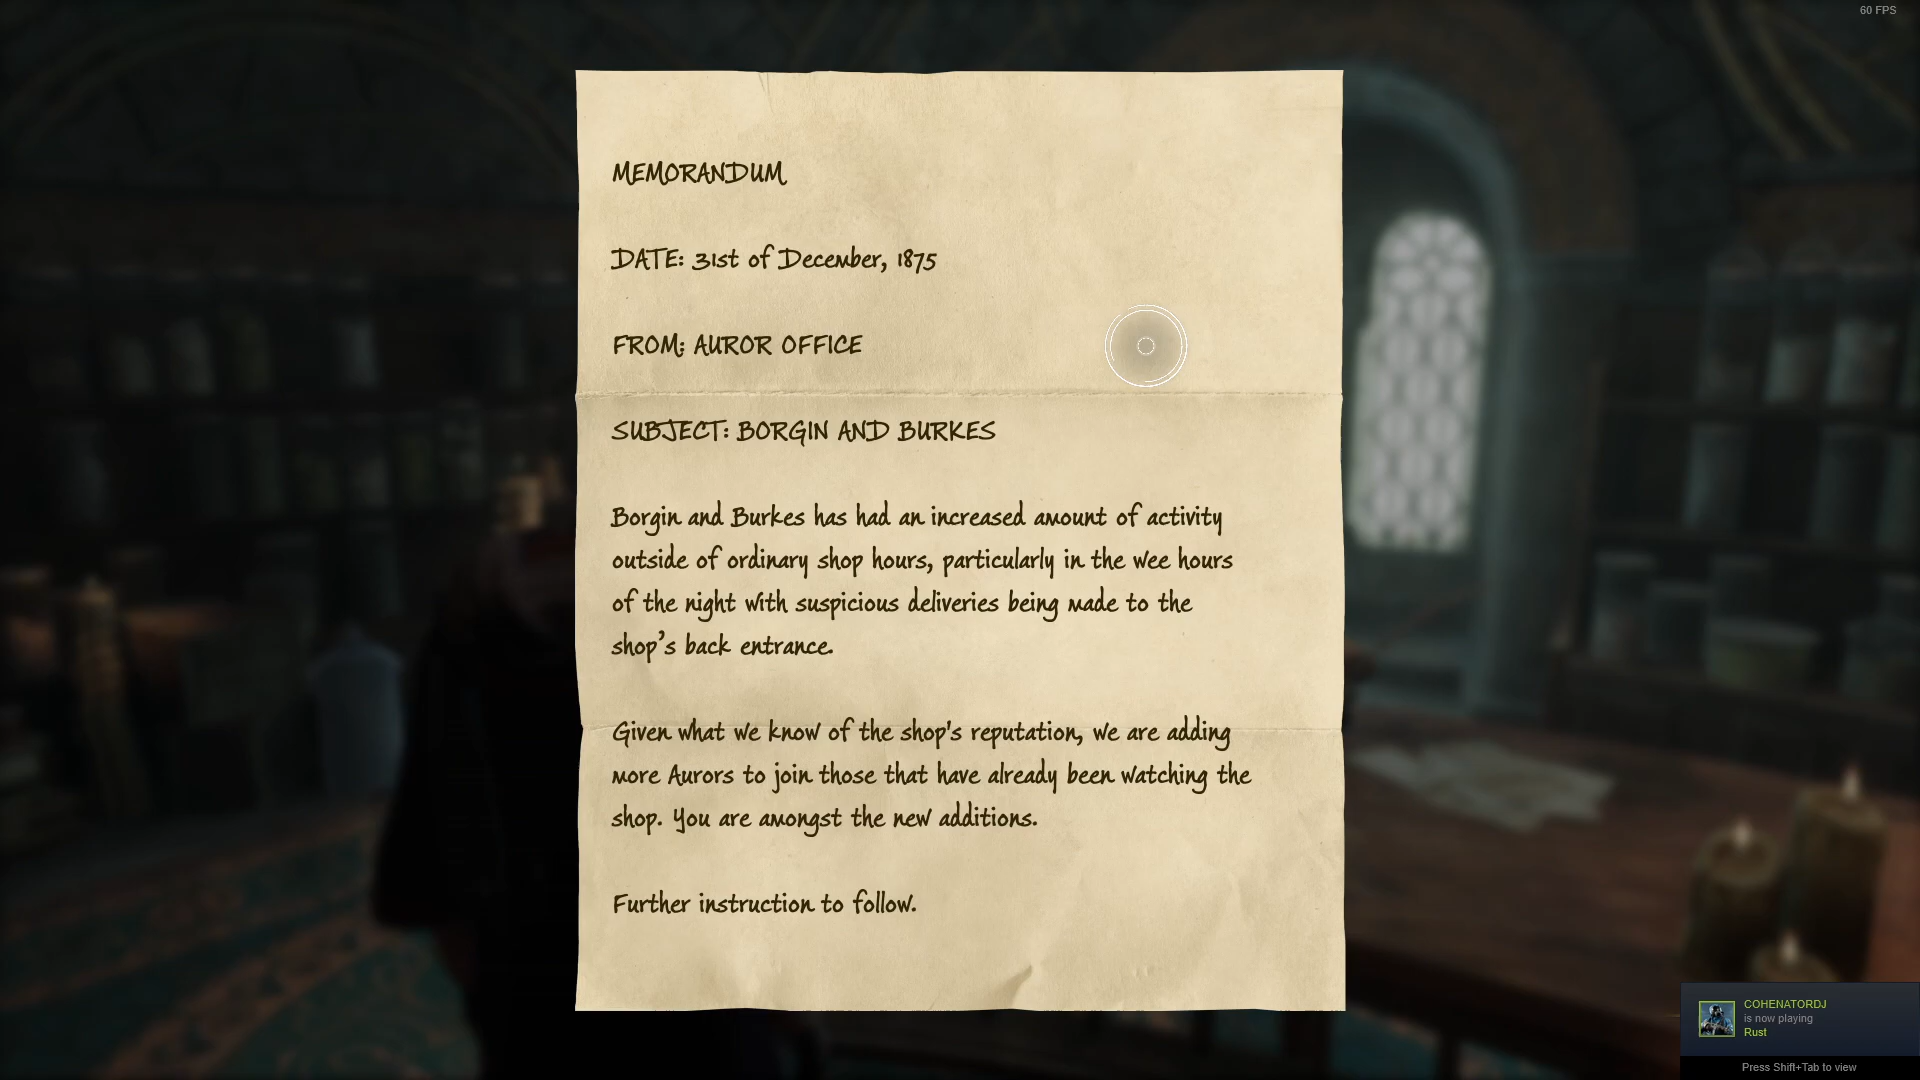 60 FPS
MEMORANDUM
DATE: 31st of December, 1875
FROM: AUROR OFFICE
SUBJECT: BORGIN AND BURKES
Borgin and Burkes has had an increased amount of activity
outside of ordinary shop hours, particularly in the wee hours
of the night with suspicious deliveries being made to the
shop’s back entrance.
Given what we know of the shop's reputation, we are adding
more Aurors to join those that have already been watching the
shop. You are amongst the new additions.
Further instruction to follow.
COHENATORDJ
is now playing
Rust
Press Shift+Tab to view